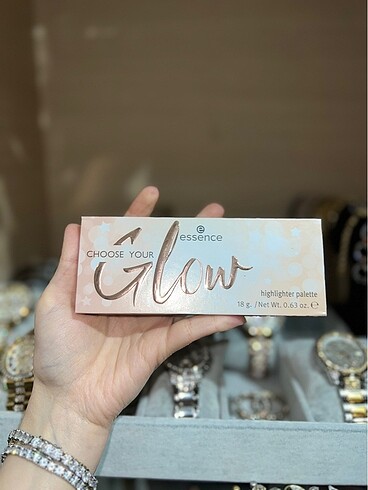 essence
CHOOSE YOUR
Glow
highlighter palette
18 g. / Net Wt. 0.63 oz. ℮